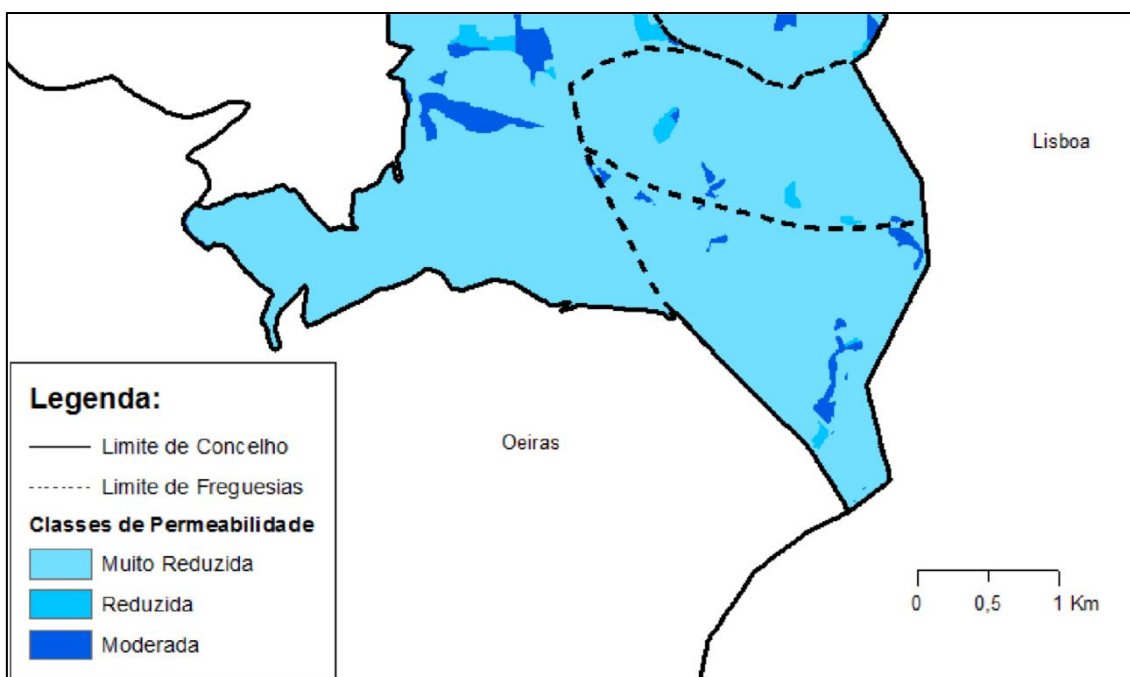 Lisboa
Oeiras
Legenda:
Limite de Concelho
Limite de Freguesias
Classes de Permeabilidade
Muito Reduzida
Reduzida
Moderada
0 0,5 1 Km